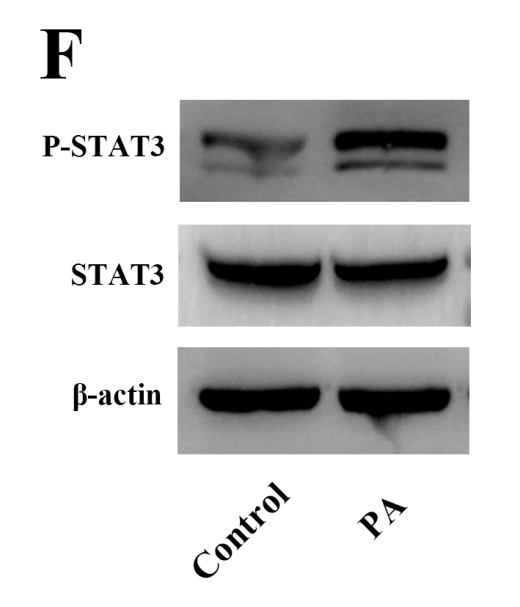 F
P-STAT3
STAT3
β-actin
Control
PA